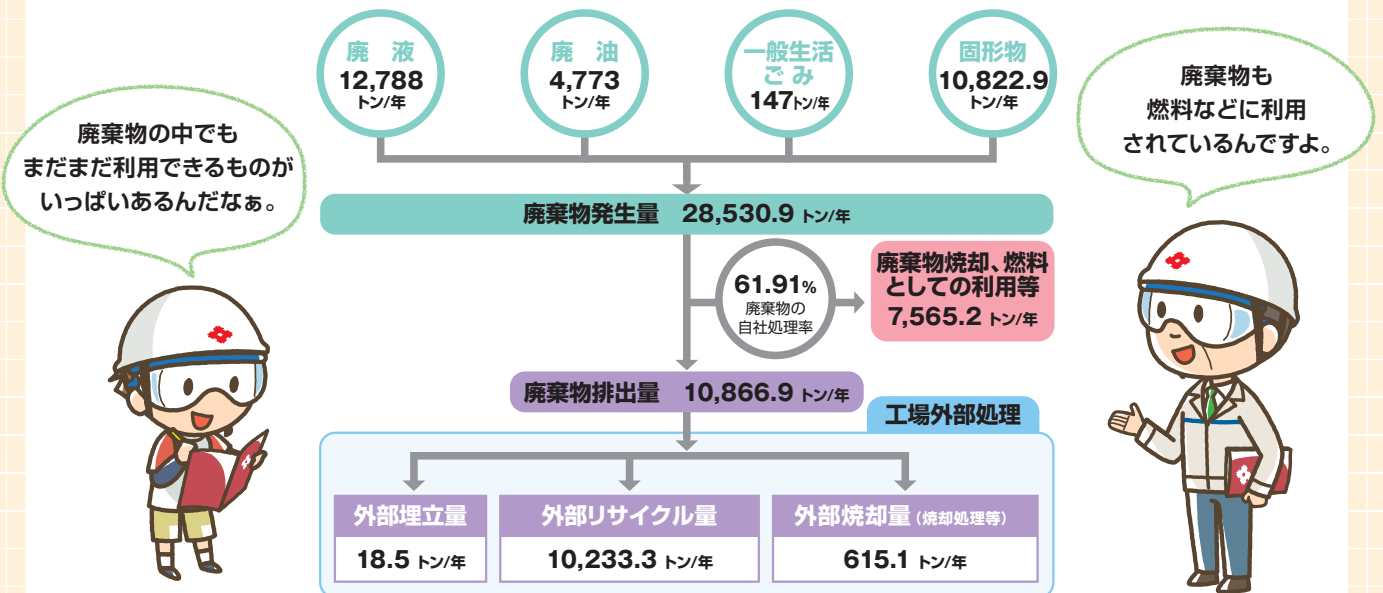 廃 液
12,788
トン/年
廃 油
4,773
トン/年
一般生活
ご み
147トン/年
固形物
10,822.9
トン/年
廃棄物の中でも
まだまだ利用できるものが
いっぱいあるんだなぁ。
廃棄物も
燃料などに利用
されているんですよ。
廃棄物発生量 28,530.9 トン/年
61.91%
廃棄物の
自社処理率
廃棄物焼却、燃料
としての利用等
7,565.2 トン/年
廃棄物排出量 10,866.9 トン/年
工場外部処理
外部埋立量
18.5 トン/年
外部リサイクル量
10,233.3 トン/年
外部焼却量(焼却処理等)
615.1 トン/年